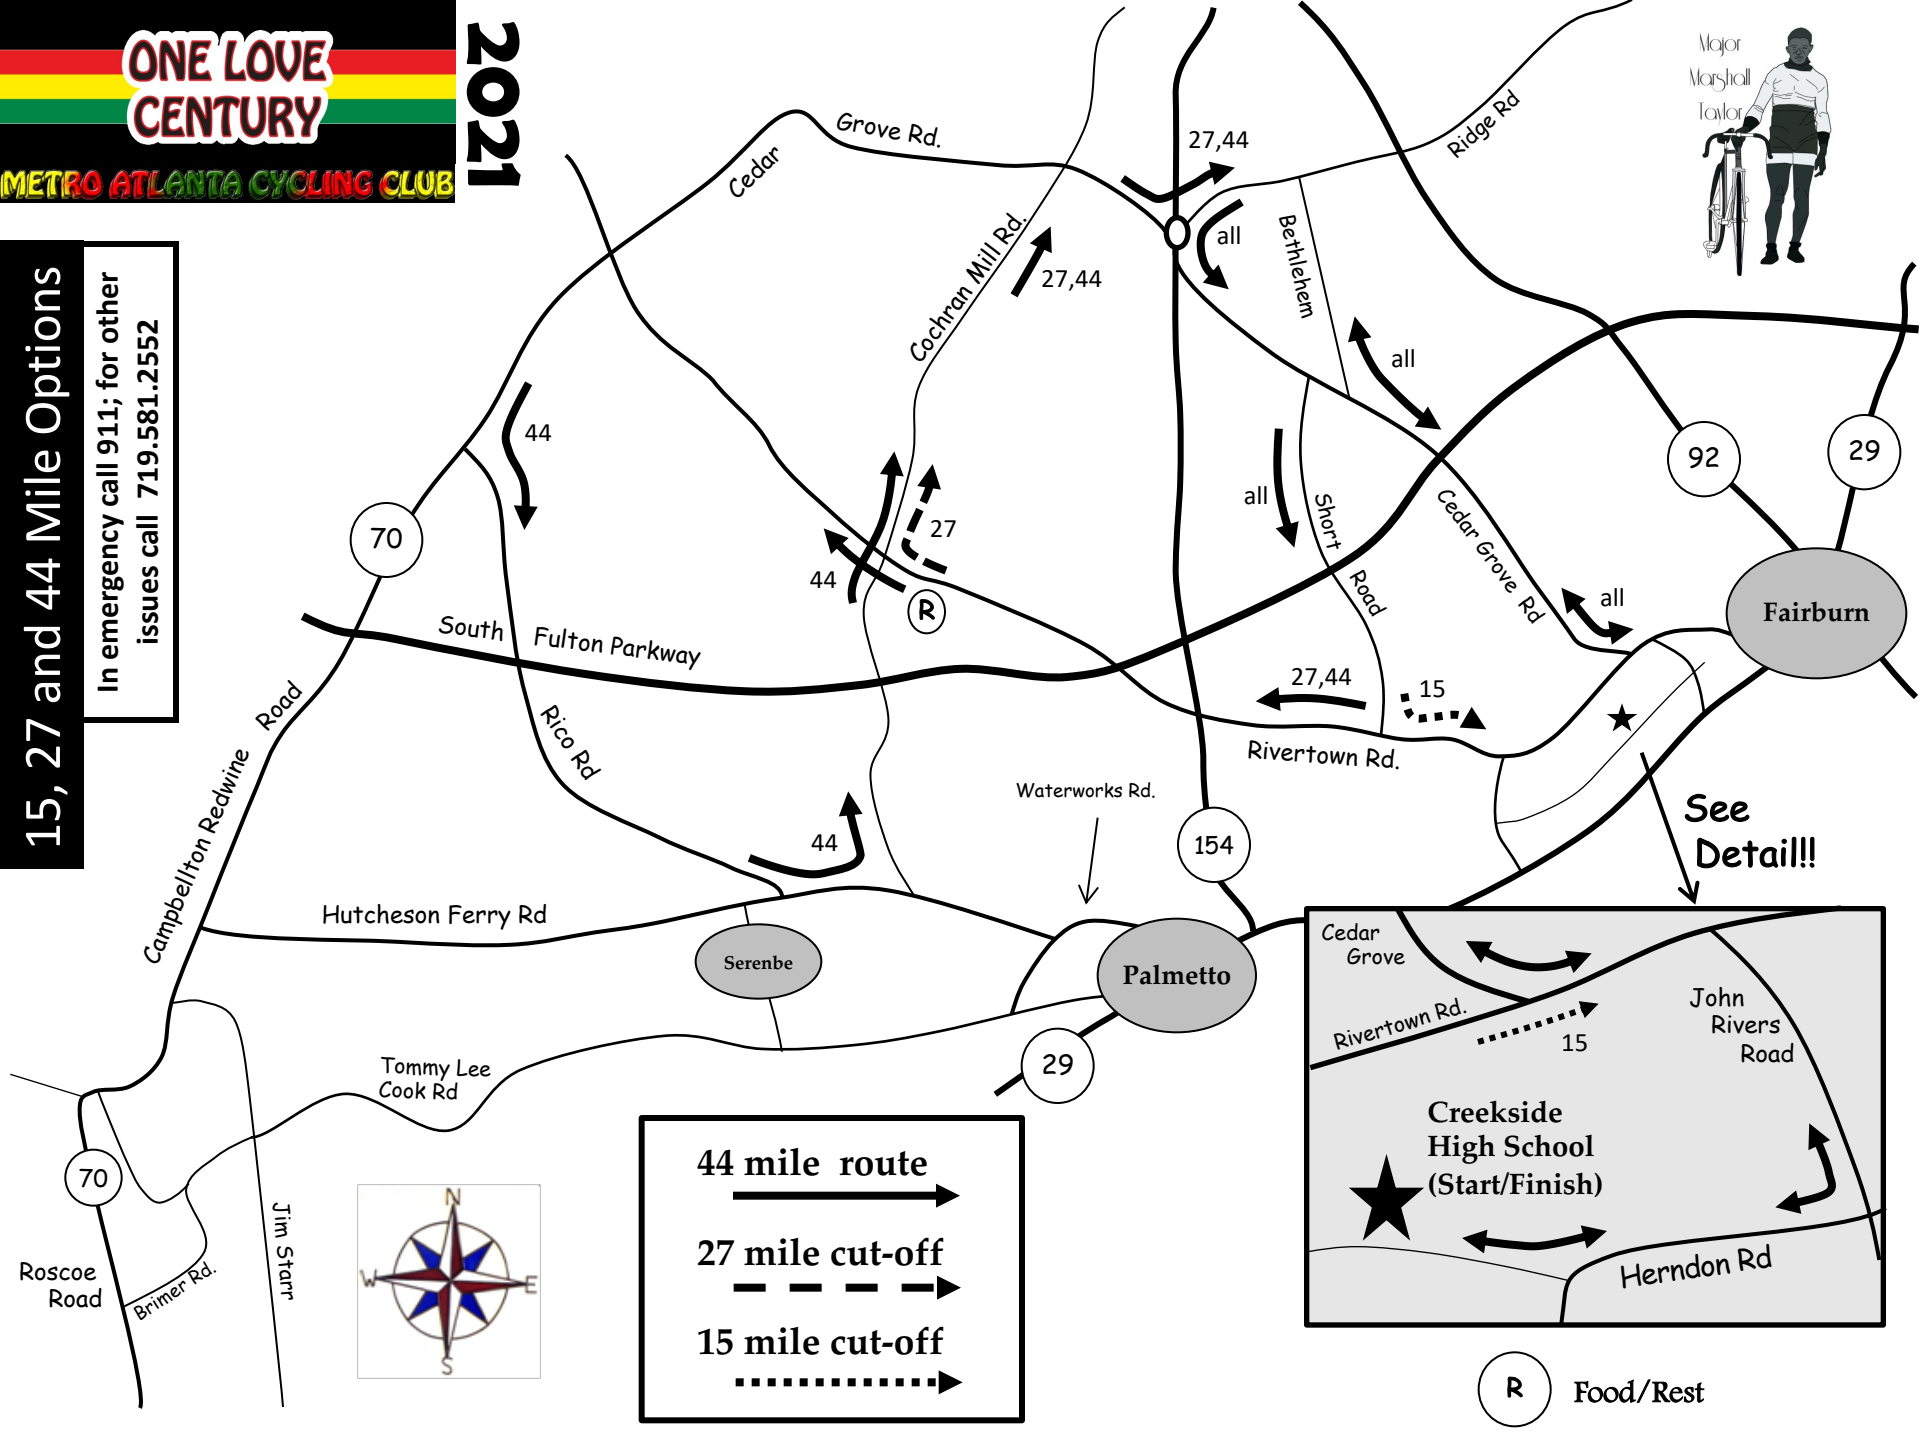 ONE LOVE
CENTURY
METRO ATLANTA CYCLING CLUB
2021
15, 27 and 44 Mile Options
In emergency call 911; for other
issues call 719.581.2552
Major
Marshall
Taylor
Cedar
Grove Rd.
27,44
Ridge Rd
all
Bethlehem
Cochran Mill Rd.
27,44
all
44
70
92
29
all
Short
Road
Cedar Grove Rd
27
44
R
all
Fairburn
South
Fulton Parkway
27,44
15
Rivertown Rd.
Campbellton Redwine
Road
Rico Rd
Waterworks Rd.
154
44
See
Detail!!
Hutcheson Ferry Rd
Serenbe
Palmetto
29
Tommy Lee
Cook Rd
70
Roscoe
Road
Brimer Rd.
Jim Starr
N
W
E
S
44 mile route
27 mile cut-off
15 mile cut-off
Cedar
Grove
Rivertown Rd.
15
John
Rivers
Road
Creekside
High School
(Start/Finish)
Herndon Rd
R
Food/Rest